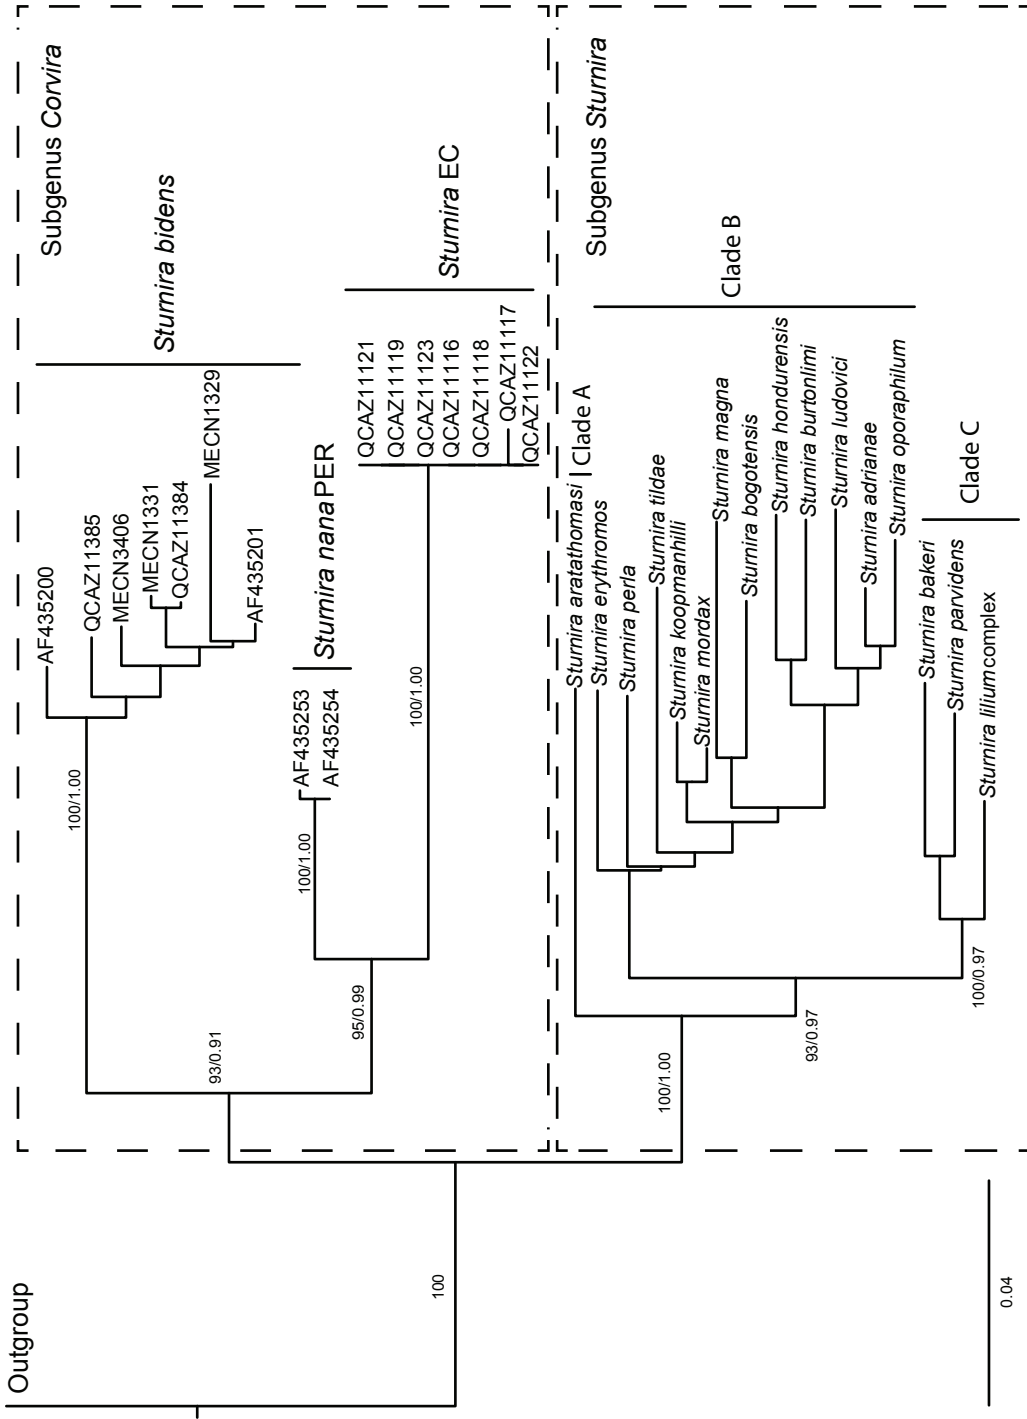 Outgroup
100
0.04
Subgenus Corvira
93/0.91
100/1.00
AF435200
QCAZ11385
MECN3406
MECN1331
QCAZ11384
MECN1329
AF435201
Sturnira bidens
95/0.99
100/1.00
AF435253
AF435254
Sturnira nana PER
100/1.00
QCAZ11121
QCAZ11119
QCAZ11123
QCAZ11116
QCAZ11118
QCAZ11117
QCAZ11122
Sturnira EC
Subgenus Sturnira
100/1.00
Sturnira aratathomasi
Clade A
93/0.97
Sturnira erythromos
Sturnira perla
Sturnira tildae
Sturnira koopmanhilli
Sturnira mordax
Sturnira magna
Sturnira bogotensis
Sturnira hondurensis
Sturnira burtonlimi
Sturnira ludovici
Sturnira adrianae
Sturnira oporaphilum
Clade B
100/0.97
Sturnira bakeri
Sturnira parvidens
Sturnira lilium complex
Clade C